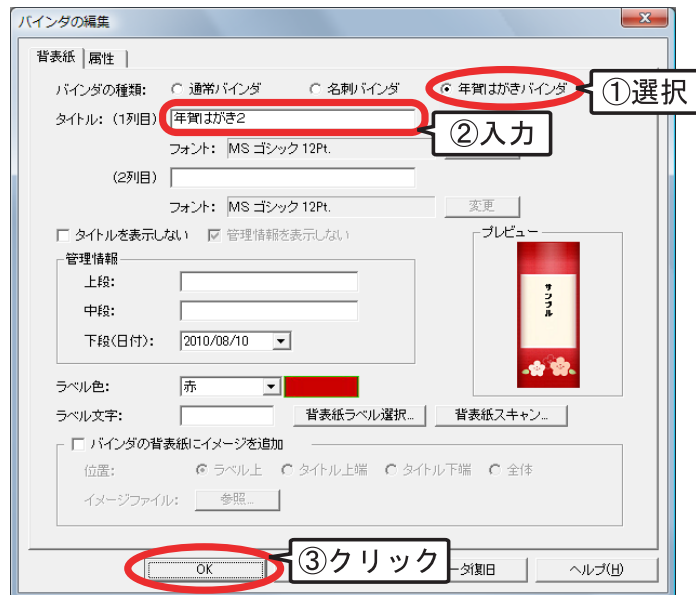 バインダの編集
背表紙 属性
バインダの種類: 通常バインダ 名刺バインダ 年賀はがきバインダ ①選択
タイトル: (1列目) 年賀はがき2
②入力
フォント: MS ゴシック 12Pt.
(2列目)
フォント: MS ゴシック 12Pt. 変更
タイトルを表示しない 管理情報を表示しない
プレビュー
管理情報
上段:
中段:
下段(日付): 2010/08/10
サンプル
ラベル色: 赤
ラベル文字: 背表紙ラベル選択... 背表紙スキャン...
バインダの背表紙にイメージを追加
位置: ラベル上 タイトル上端 タイトル下端 全体
イメージファイル: 参照...
③クリック
OK ータ復旧 ヘルプ(H)